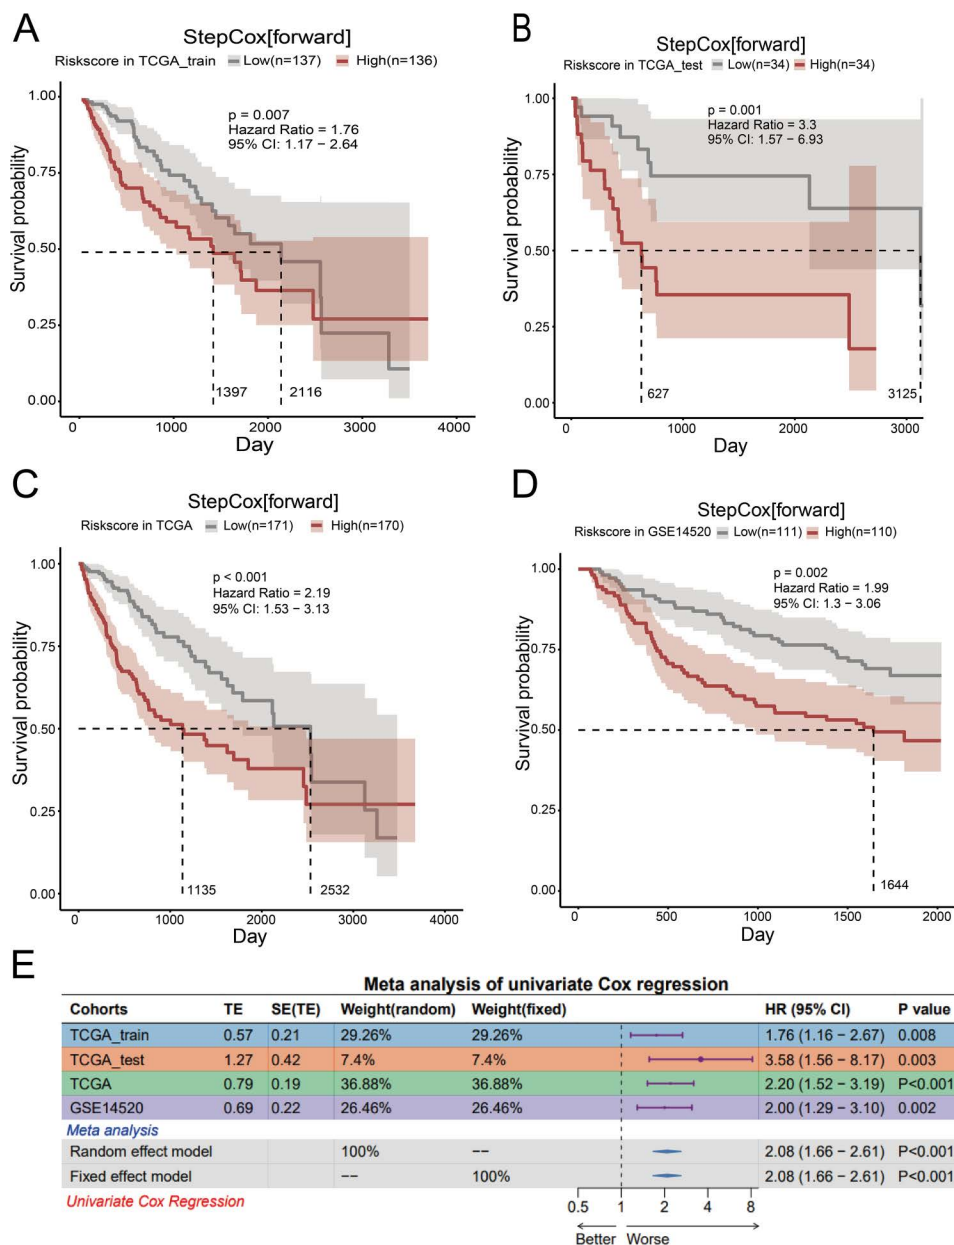 A
StepCox[forward]
Riskscore in TCGA_train Low(n=137) High(n=136)
p = 0.007
Hazard Ratio = 1.76
95% CI: 1.17 – 2.64
Survival probability
1.00
0.75
0.50
0.25
0.00
1397
2116
0
1000
2000
3000
4000
Day
B
StepCox[forward]
Riskscore in TCGA_test Low(n=34) High(n=34)
p = 0.001
Hazard Ratio = 3.3
95% CI: 1.57 – 6.93
Survival probability
1.00
0.75
0.50
0.25
0.00
627
3125
0
1000
2000
3000
Day
C
StepCox[forward]
Riskscore in TCGA Low(n=171) High(n=170)
p < 0.001
Hazard Ratio = 2.19
95% CI: 1.53 – 3.13
Survival probability
1.00
0.75
0.50
0.25
0.00
1135
2532
0
1000
2000
3000
4000
Day
D
StepCox[forward]
Riskscore in GSE14520 Low(n=111) High(n=110)
p = 0.002
Hazard Ratio = 1.99
95% CI: 1.3 – 3.06
Survival probability
1.00
0.75
0.50
0.25
0.00
1644
0
500
1000
1500
2000
Day
E
Meta analysis of univariate Cox regression
Cohorts TE SE(TE) Weight(random) Weight(fixed) HR (95% CI) P value
TCGA_train 0.57 0.21 29.26% 29.26% 1.76 (1.16 – 2.67) 0.008
TCGA_test 1.27 0.42 7.4% 7.4% 3.58 (1.56 – 8.17) 0.003
TCGA 0.79 0.19 36.88% 36.88% 2.20 (1.52 – 3.19) P<0.001
GSE14520 0.69 0.22 26.46% 26.46% 2.00 (1.29 – 3.10) 0.002
Meta analysis
Random effect model 100% –– 2.08 (1.66 – 2.61) P<0.001
Fixed effect model –– 100% 2.08 (1.66 – 2.61) P<0.001
Univariate Cox Regression
0.5 1 2 4 8
Better Worse